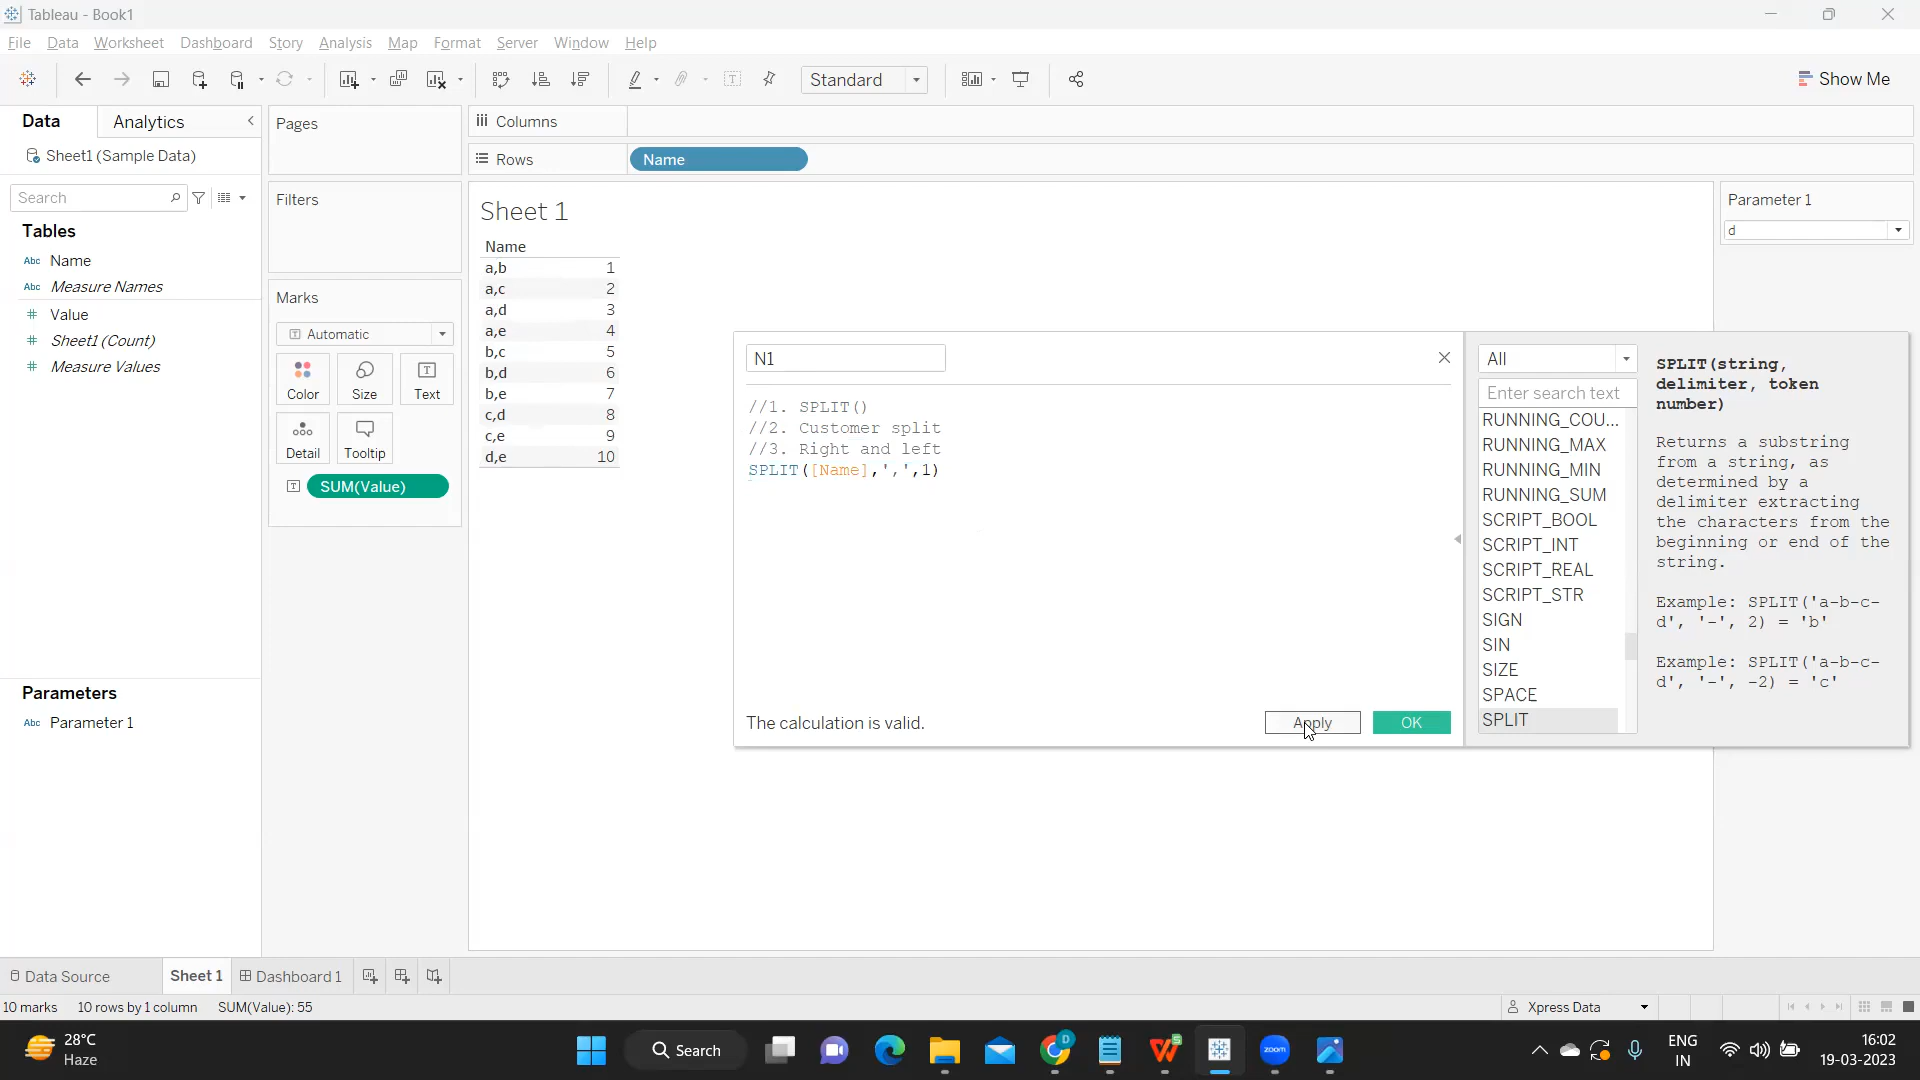 Tableau - Book1
File Data Worksheet Dashboard Story Analysis Map Format Server Window Help
Standard
Show Me
Data Analytics
Sheet1 (Sample Data)
Search
Tables
Abc Name
Abc Measure Names
# Value
# Sheet1 (Count)
# Measure Values
Parameters
Abc Parameter 1
Pages
Filters
Marks
T Automatic
Color Size Text
Detail Tooltip
T SUM(Value)
Columns
Rows Name
Sheet 1
Name
a,b 1
a,c 2
a,d 3
a,e 4
b,c 5
b,d 6
b,e 7
c,d 8
c,e 9
d,e 10
Parameter 1
d
N1
//1. SPLIT()
//2. Customer split
//3. Right and left
SPLIT([Name],',',1)
The calculation is valid.
Apply OK
All
Enter search text
RUNNING_COU...
RUNNING_MAX
RUNNING_MIN
RUNNING_SUM
SCRIPT_BOOL
SCRIPT_INT
SCRIPT_REAL
SCRIPT_STR
SIGN
SIN
SIZE
SPACE
SPLIT
SPLIT(string,
delimiter, token
number)
Returns a substring
from a string, as
determined by a
delimiter extracting
the characters from the
beginning or end of the
string.
Example: SPLIT('a-b-c-
d', '-', 2) = 'b'
Example: SPLIT('a-b-c-
d', '-', -2) = 'c'
Data Source Sheet 1 Dashboard 1
10 marks 10 rows by 1 column SUM(Value): 55
Xpress Data
28°C
Haze
Search
D
zoom
ENG
IN
16:02
19-03-2023